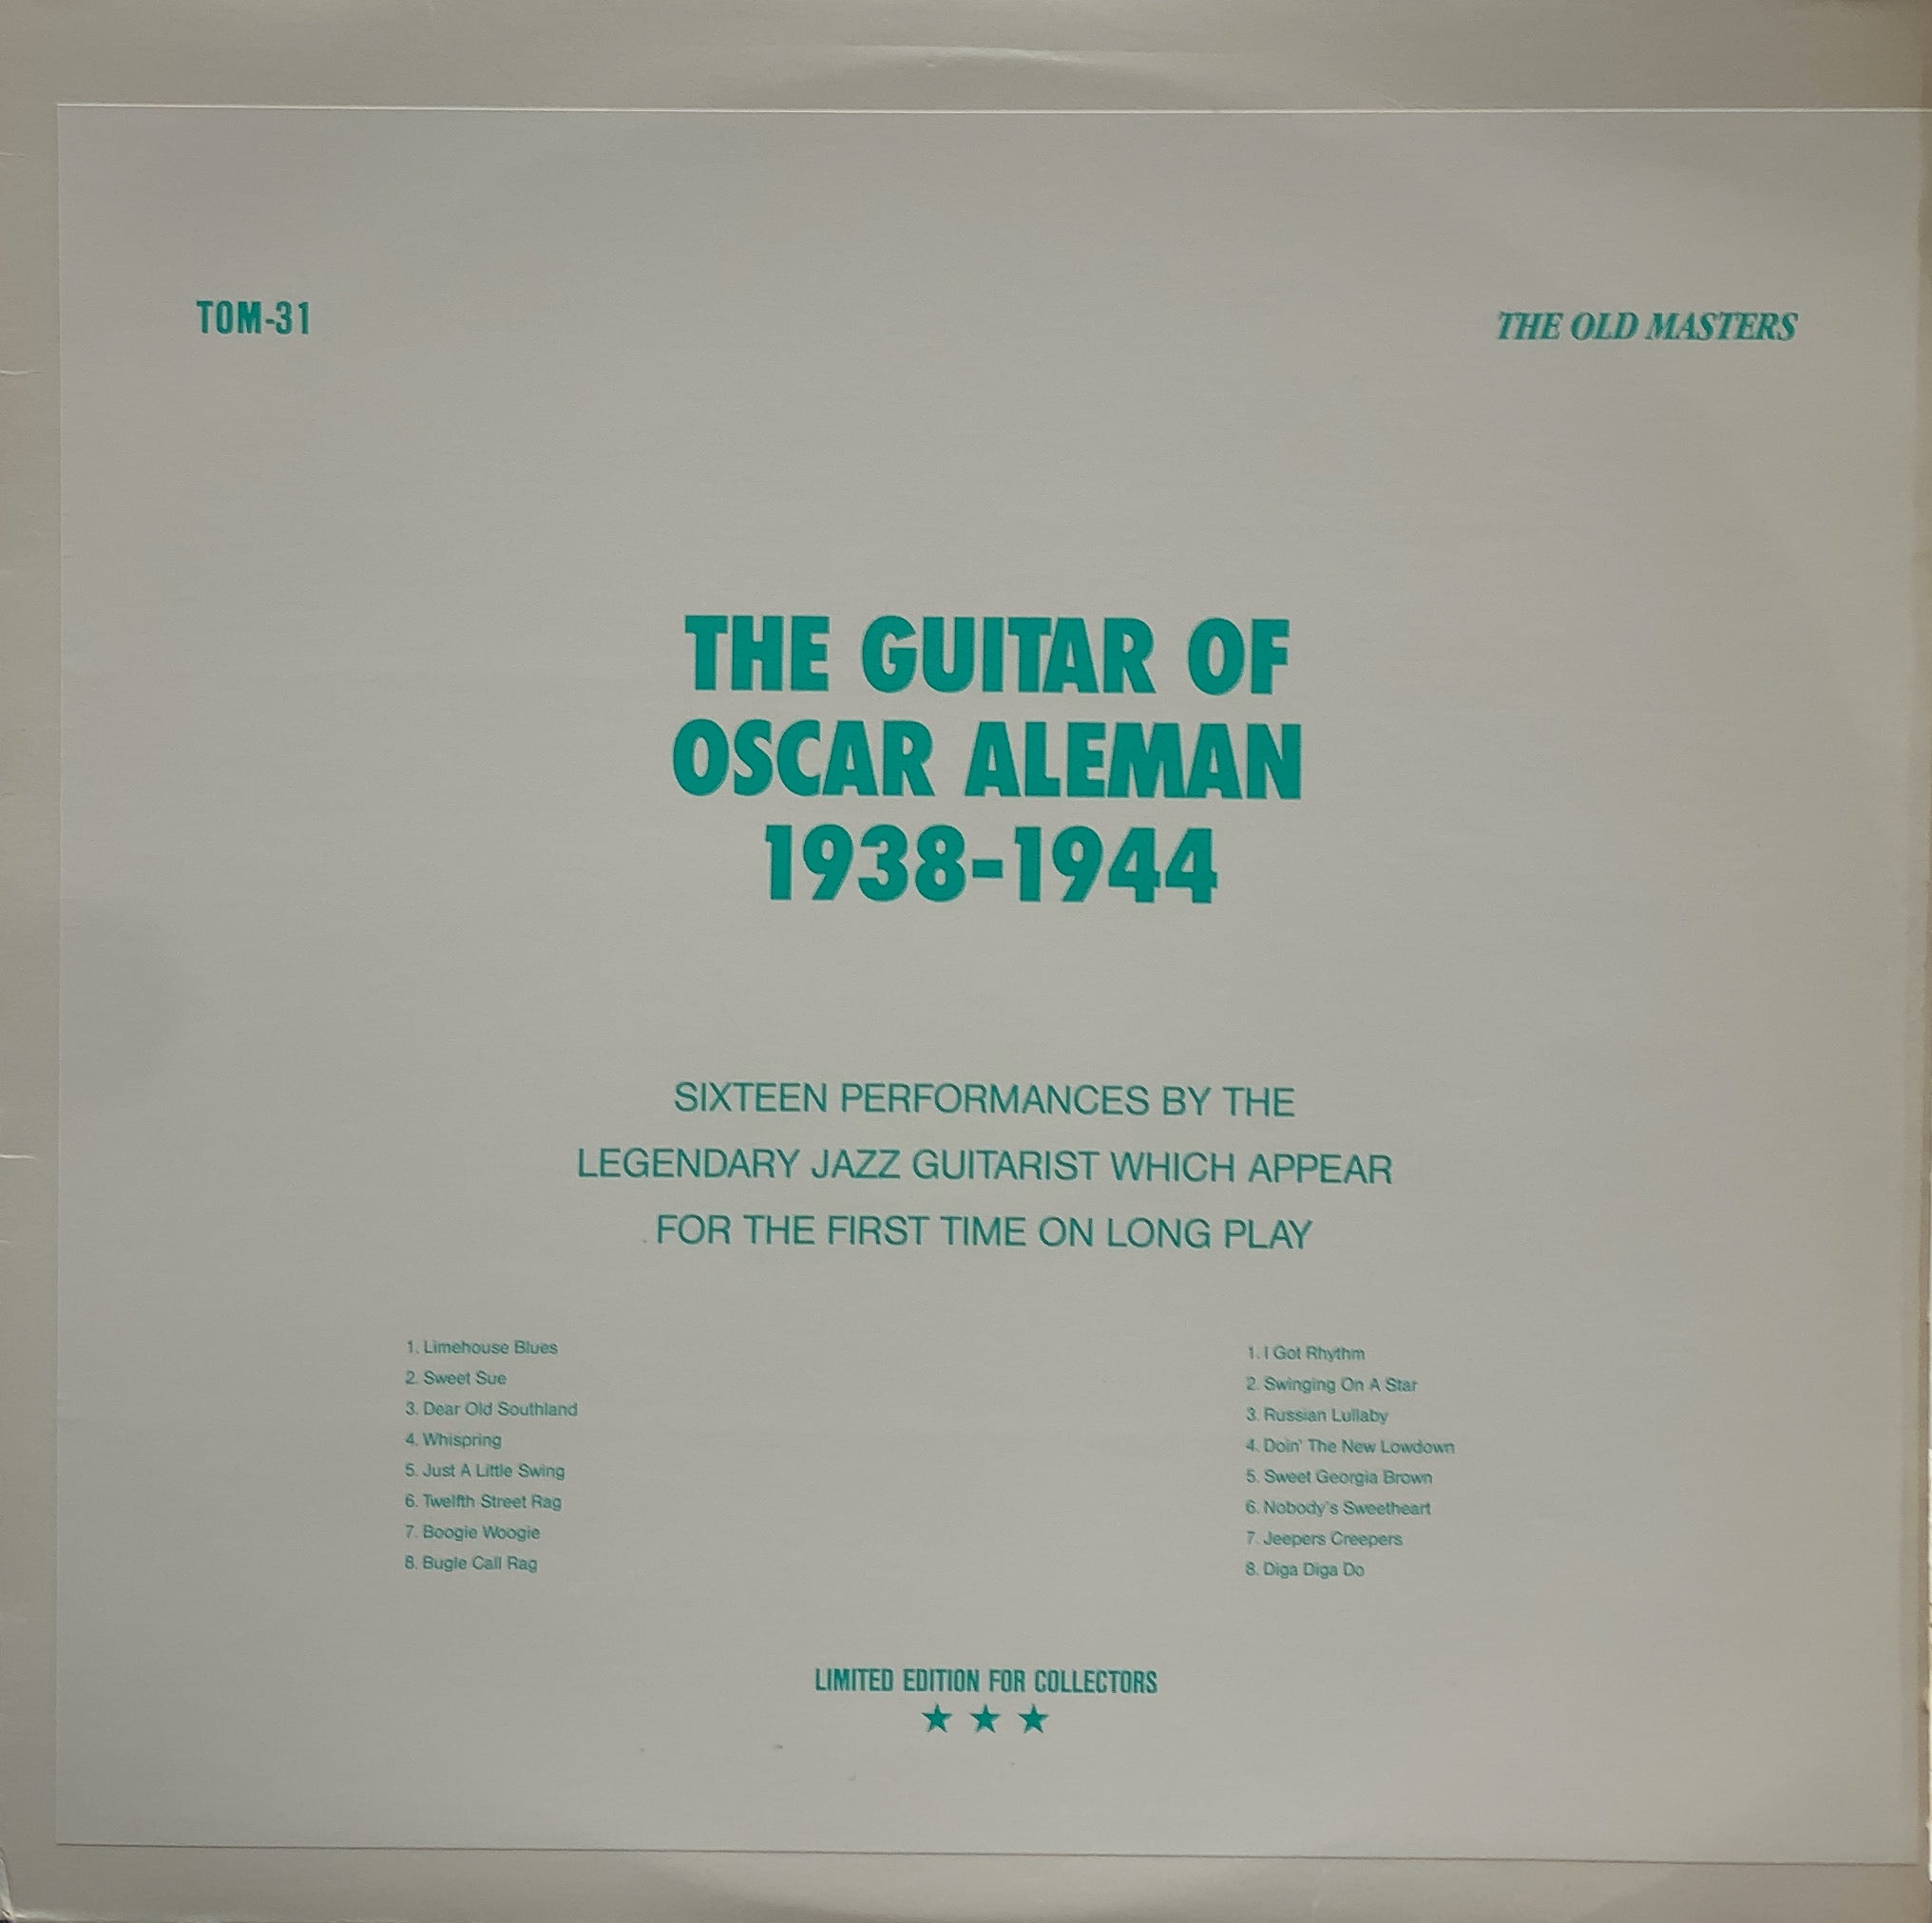 TOM-31
THE OLD MASTERS
THE GUITAR OF
OSCAR ALEMAN
1938-1944
SIXTEEN PERFORMANCES BY THE
LEGENDARY JAZZ GUITARIST WHICH APPEAR
FOR THE FIRST TIME ON LONG PLAY
1. Limehouse Blues
2. Sweet Sue
3. Dear Old Southland
4. Whispring
5. Just A Little Swing
6. Twelfth Street Rag
7. Boogie Woogie
8. Bugle Call Rag
1. I Got Rhythm
2. Swinging On A Star
3. Russian Lullaby
4. Doin' The New Lowdown
5. Sweet Georgia Brown
6. Nobody's Sweetheart
7. Jeepers Creepers
8. Diga Diga Do
LIMITED EDITION FOR COLLECTORS
★ ★ ★